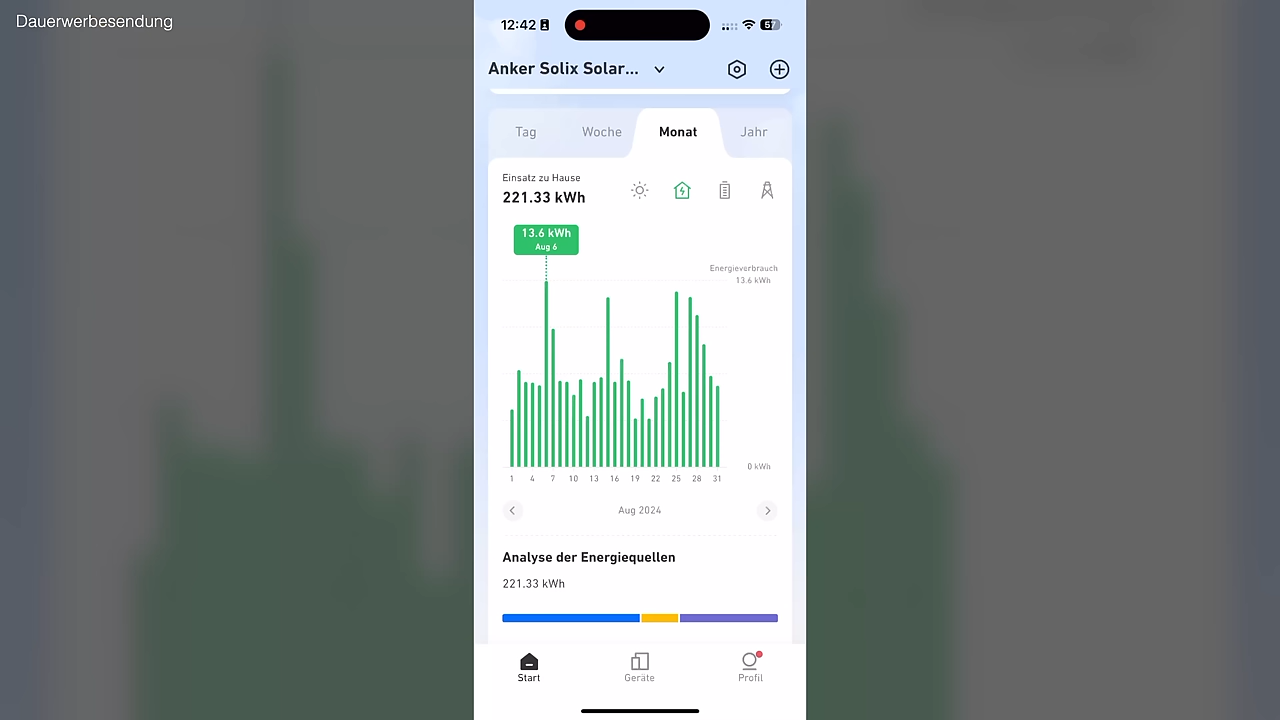 Dauerwerbesendung
12:42
57
Anker Solix Solar...
Tag Woche Monat Jahr
Einsatz zu Hause
221.33 kWh
13.6 kWh
Aug 6
Energieverbrauch
13.6 kWh
0 kWh
1 4 7 10 13 16 19 22 25 28 31
Aug 2024
Analyse der Energiequellen
221.33 kWh
Start Geräte Profil